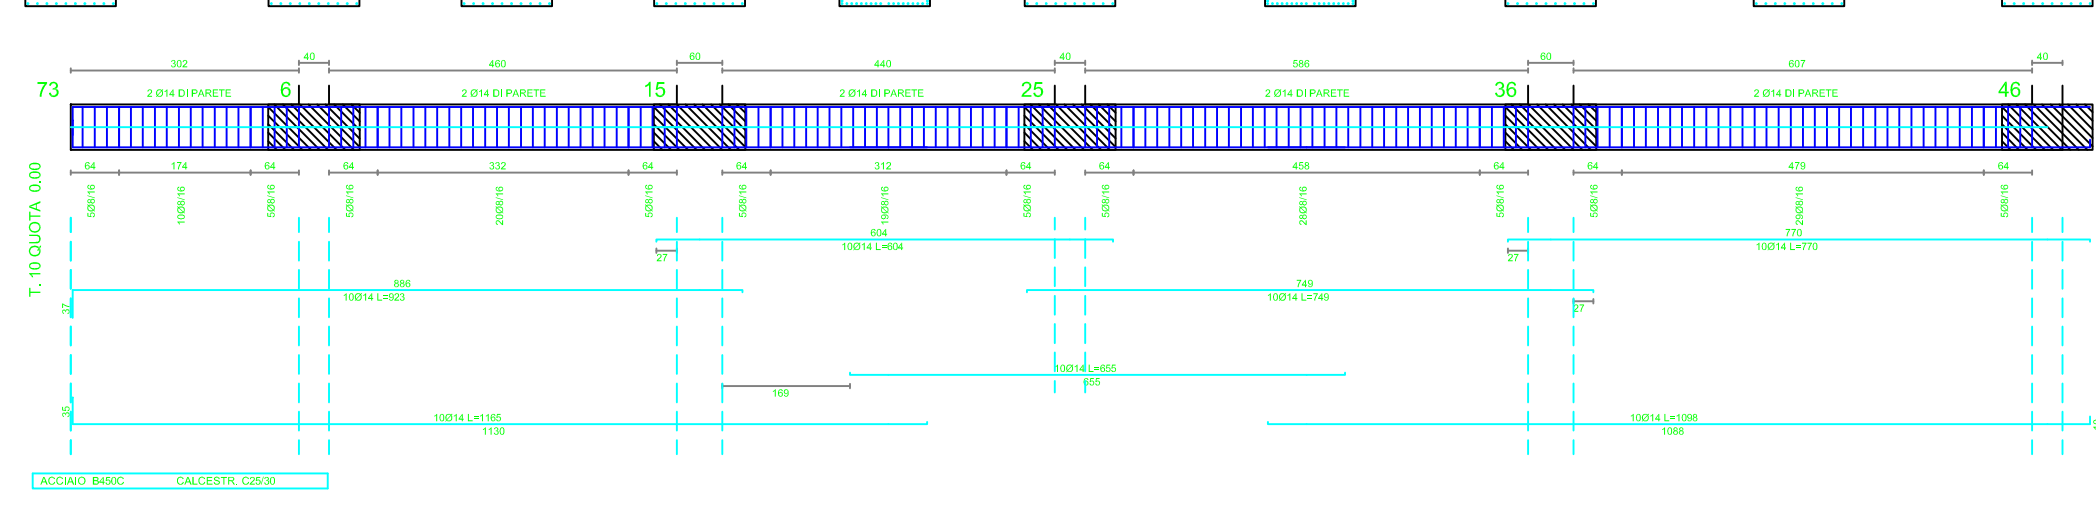 40 60 40 60 40
302 460 440 586 607
73 6 15 25 36 46
2 Ø14 DI PARETE 2 Ø14 DI PARETE 2 Ø14 DI PARETE 2 Ø14 DI PARETE 2 Ø14 DI PARETE
64 174 64 64 332 64 64 312 64 64 458 64 64 479 64
5Ø8/16 10Ø8/16 5Ø8/16 5Ø8/16 20Ø8/16 5Ø8/16 5Ø8/16 19Ø8/16 5Ø8/16 5Ø8/16 28Ø8/16 5Ø8/16 5Ø8/16 29Ø8/16 5Ø8/16
T. 10 QUOTA 0,00
604 770
10Ø14 L=604 10Ø14 L=770
27 27
886 749
10Ø14 L=923 10Ø14 L=749
37 27
10Ø14 L=655
655
169
35
10Ø14 L=1165 10Ø14 L=1098
1130 1088
ACCIAIO B450C CALCESTR. C25/30